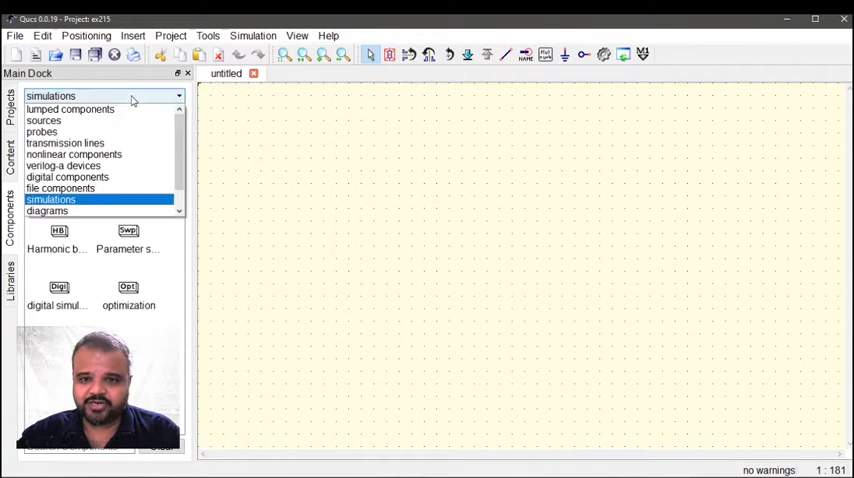 Qucs 0.0.19 - Project: ex215
File Edit Positioning Insert Project Tools Simulation View Help
NAME
M1
Main Dock
untitled
Projects
Content
Components
Libraries
simulations
lumped components
sources
probes
transmission lines
nonlinear components
verilog-a devices
digital components
file components
simulations
diagrams
HB Swp
Harmonic b... Parameter s...
Digi Opt
digital simul... optimization
no warnings 1 : 181